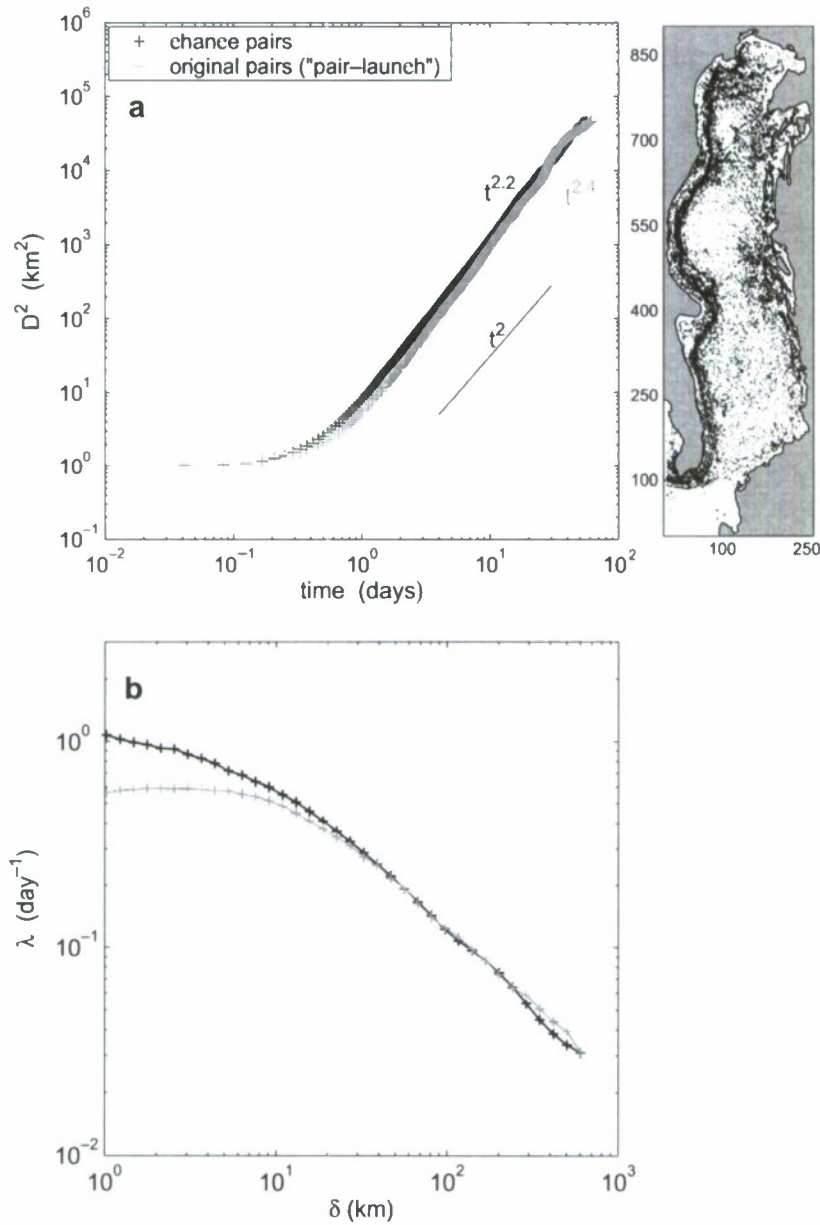 10^6
10^5
10^4
10^3
10^2
10^1
10^0
10^-1
D^2 (km^2)
+ chance pairs
original pairs ("pair–launch")
a
t^2.2
t^2.4
t^2
10^-2 10^-1 10^0 10^1 10^2
time (days)
850
700
550
400
250
100
100 250
b
10^0
10^-1
10^-2
λ (day^-1)
10^0 10^1 10^2 10^3
δ (km)